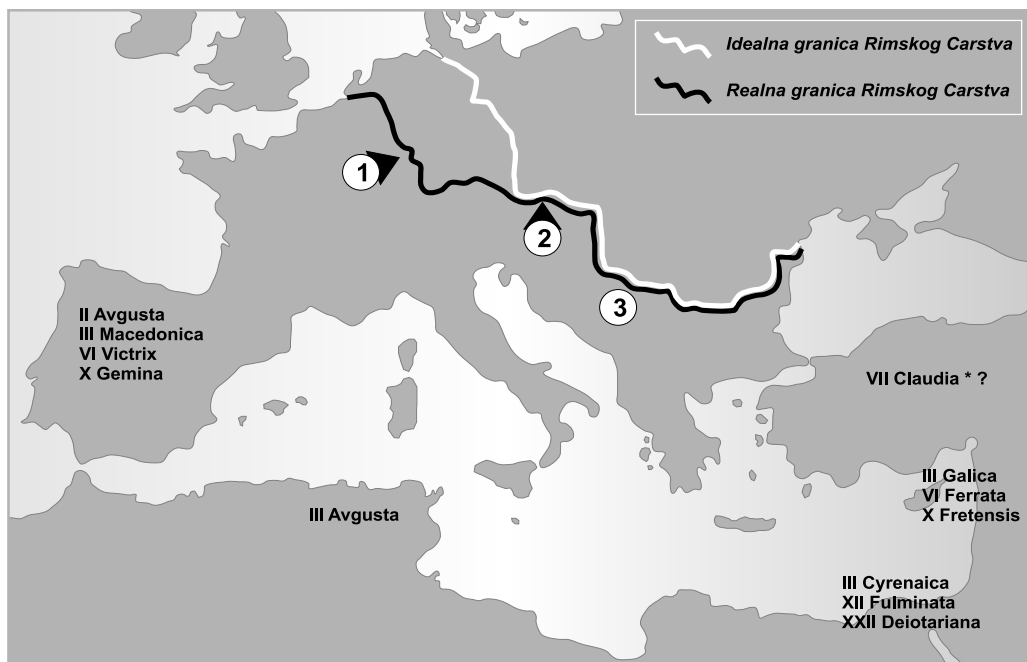 Idealna granica Rimskog Carstva
Realna granica Rimskog Carstva
1
2
3
II Avgusta
III Macedonica
VI Victrix
X Gemina
VII Claudia * ?
III Galica
VI Ferrata
X Fretensis
III Avgusta
III Cyrenaica
XII Fulminata
XXII Deiotariana